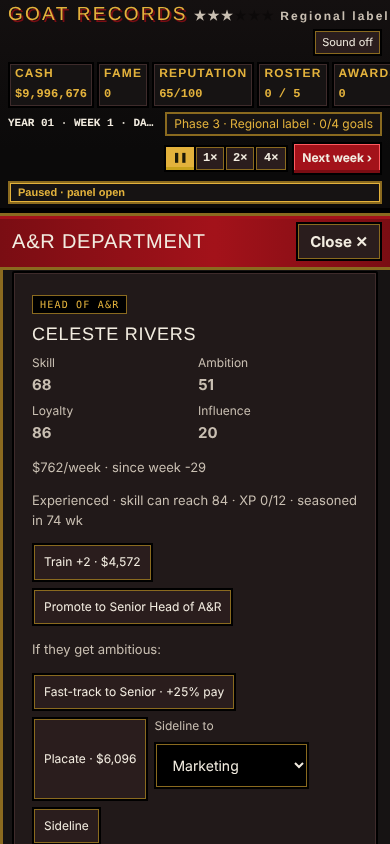 GOAT RECORDS ★★★★★ Regional label
Sound off
CASH
$9,996,676
FAME
0
REPUTATION
65/100
ROSTER
0 / 5
AWARD
0
YEAR 01 · WEEK 1 · DA…
Phase 3 · Regional label · 0/4 goals
1× 2× 4× Next week ›
Paused · panel open
A&R DEPARTMENT
Close ✕
HEAD OF A&R
CELESTE RIVERS
Skill Ambition
68 51
Loyalty Influence
86 20
$762/week · since week -29
Experienced · skill can reach 84 · XP 0/12 · seasoned
in 74 wk
Train +2 · $4,572
Promote to Senior Head of A&R
If they get ambitious:
Fast-track to Senior · +25% pay
Placate · $6,096
Sideline to
Marketing
Sideline